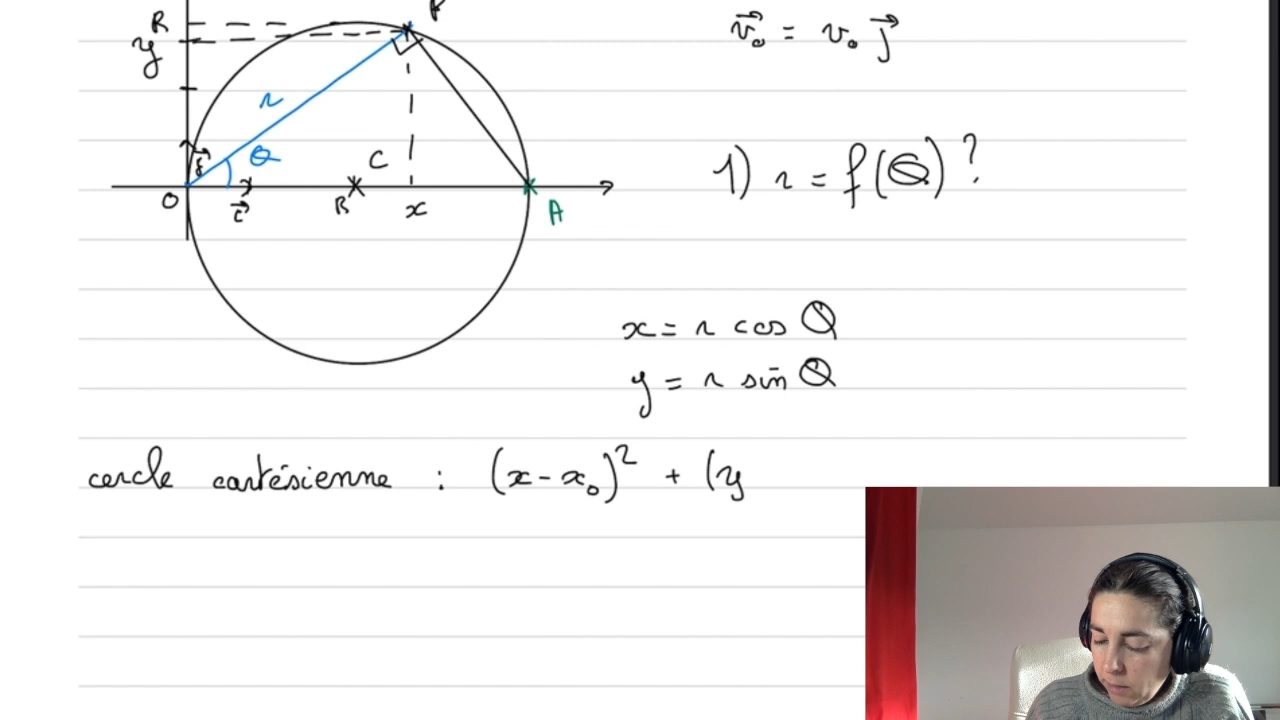 R
y
r
θ
C
j
O
i
R
x
A
v₀ = v₀ j
1) r = f(θ) ?
x = r cos θ
y = r sin θ
cercle cartésienne : (x - x₀)² + (y